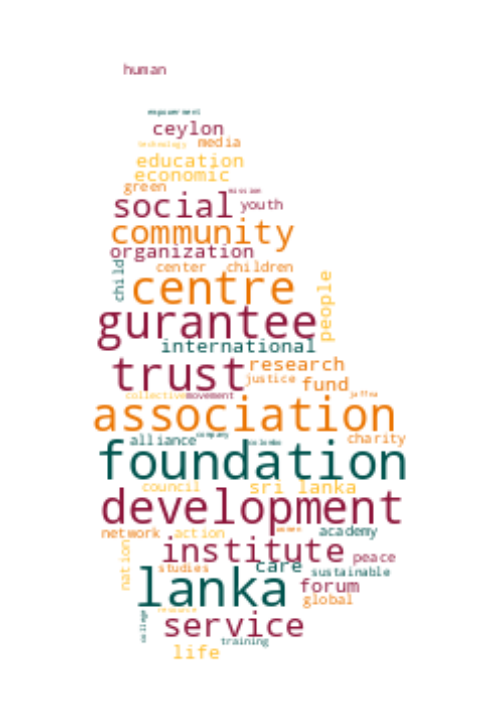 human
empowerment
ceylon
technology media
education
economic
green mission
social youth
community
organization
center children
child
centre
people
gurantee
international
trust research
justice fund
collective movement jaffna
association
company
alliance colombo charity
foundation
council sri lanka
development
network action women academy
institute peace
nation
studies care sustainable
lanka forum
global
resource
college
service
training
life